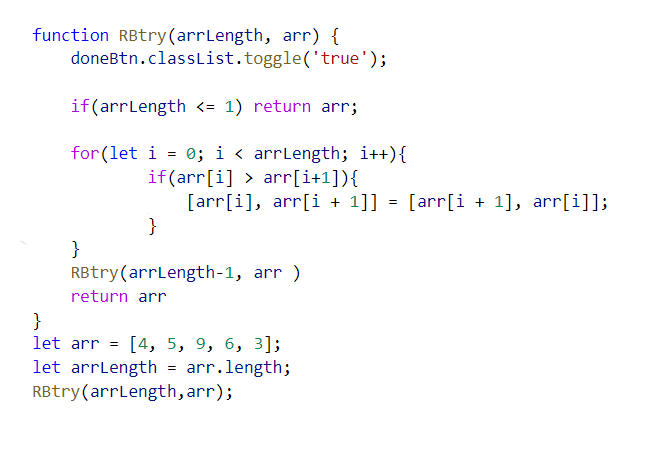 function RBtry(arrLength, arr) {
    doneBtn.classList.toggle('true');
    if(arrLength <= 1) return arr;
    for(let i = 0; i < arrLength; i++){
            if(arr[i] > arr[i+1]){
                [arr[i], arr[i + 1]] = [arr[i + 1], arr[i]];
            }
    }
    RBtry(arrLength-1, arr )
    return arr
}
let arr = [4, 5, 9, 6, 3];
let arrLength = arr.length;
RBtry(arrLength,arr);